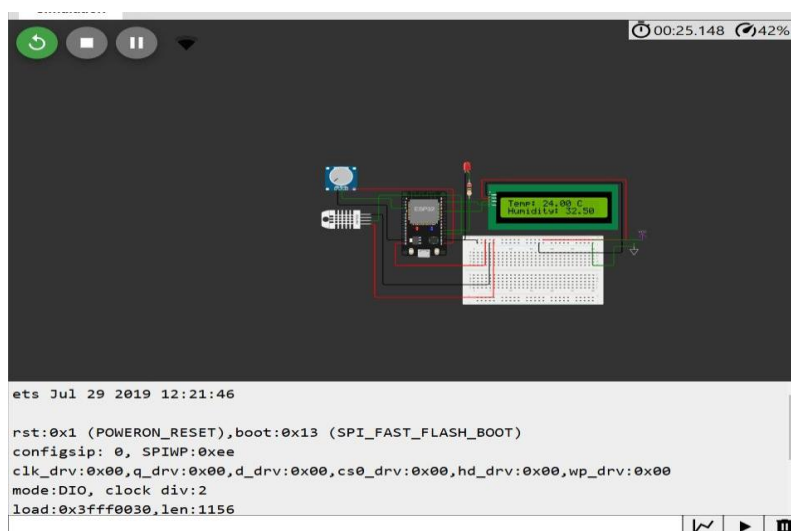 simulation
00:25.148 42%
ESP32
Temp: 24.00 C
Humidity: 32.50
ets Jul 29 2019 12:21:46
rst:0x1 (POWERON_RESET),boot:0x13 (SPI_FAST_FLASH_BOOT)
configsip: 0, SPIWP:0xee
clk_drv:0x00,q_drv:0x00,d_drv:0x00,cs0_drv:0x00,hd_drv:0x00,wp_drv:0x00
mode:DIO, clock div:2
load:0x3fff0030,len:1156